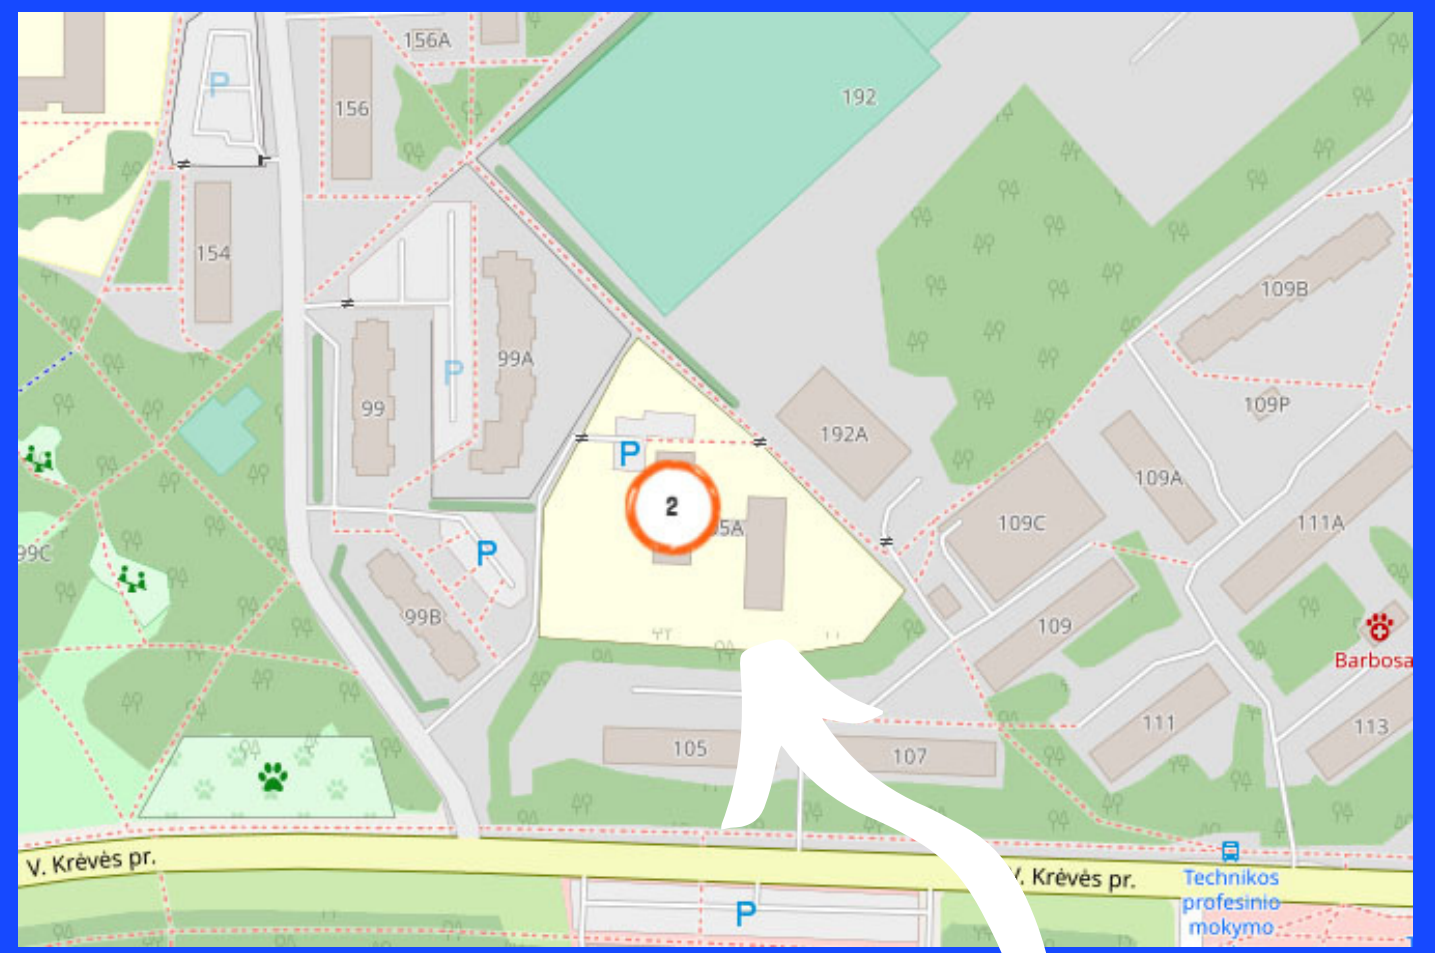 156A
P
156
192
154
109B
99A
P
99
109P
192A
P
109A
2
5A
109C
111A
P
99C
99B
109
Barbosa
111
113
105
107
V. Krėvės pr.
V. Krėvės pr.
Technikos
profesinio
mokymo
P